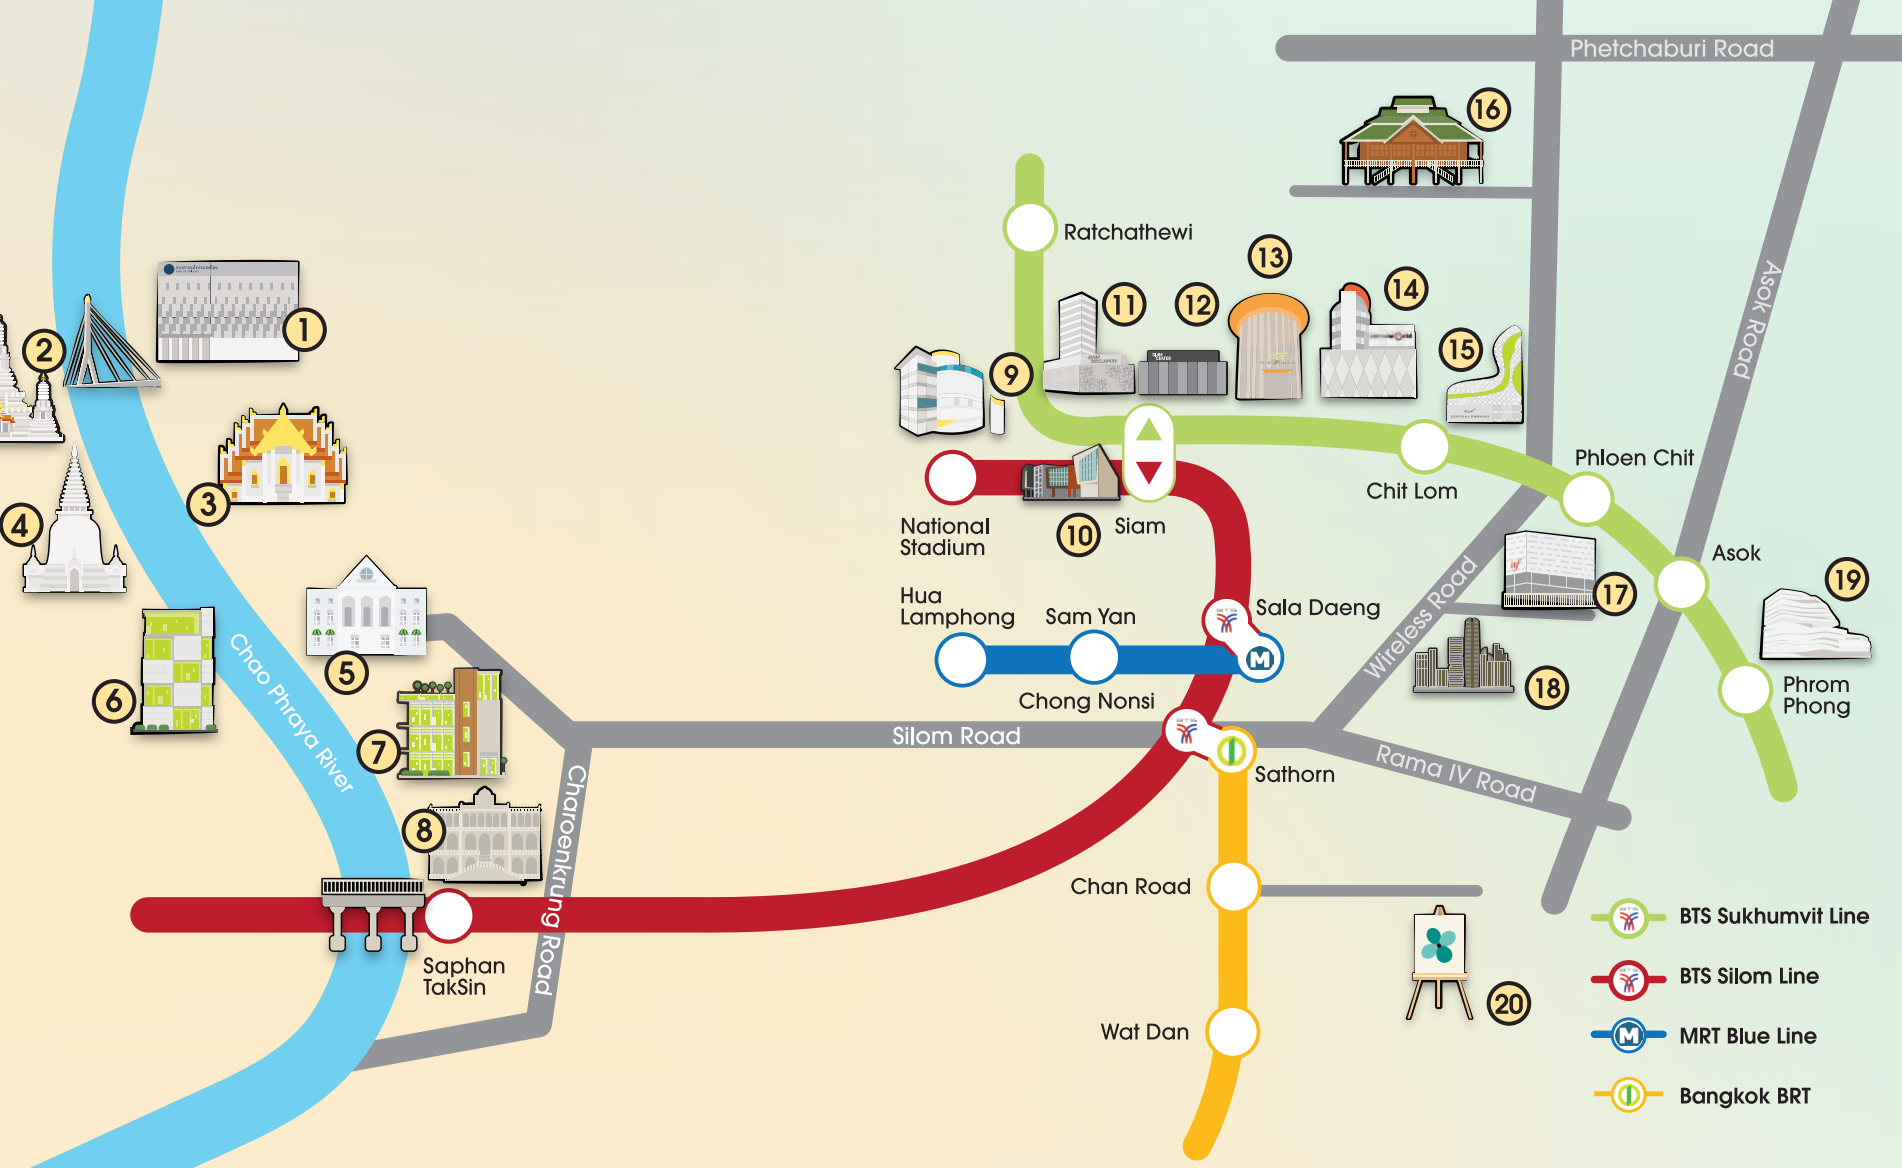 Phetchaburi Road
16
Ratchathewi
13
Asok Road
14
11
12
1
2
15
9
3
Phloen Chit
Chit Lom
4
National
Stadium
10
Siam
Asok
Hua
Lamphong
Sam Yan
Sala Daeng
Wireless Road
17
19
M
5
6
Chao Phraya River
Chong Nonsi
18
Phrom
Phong
Silom Road
7
Sathorn
Rama IV Road
Charoenkrung Road
8
Chan Road
Saphan
TakSin
20
Wat Dan
BTS Sukhumvit Line
BTS Silom Line
M
MRT Blue Line
Bangkok BRT